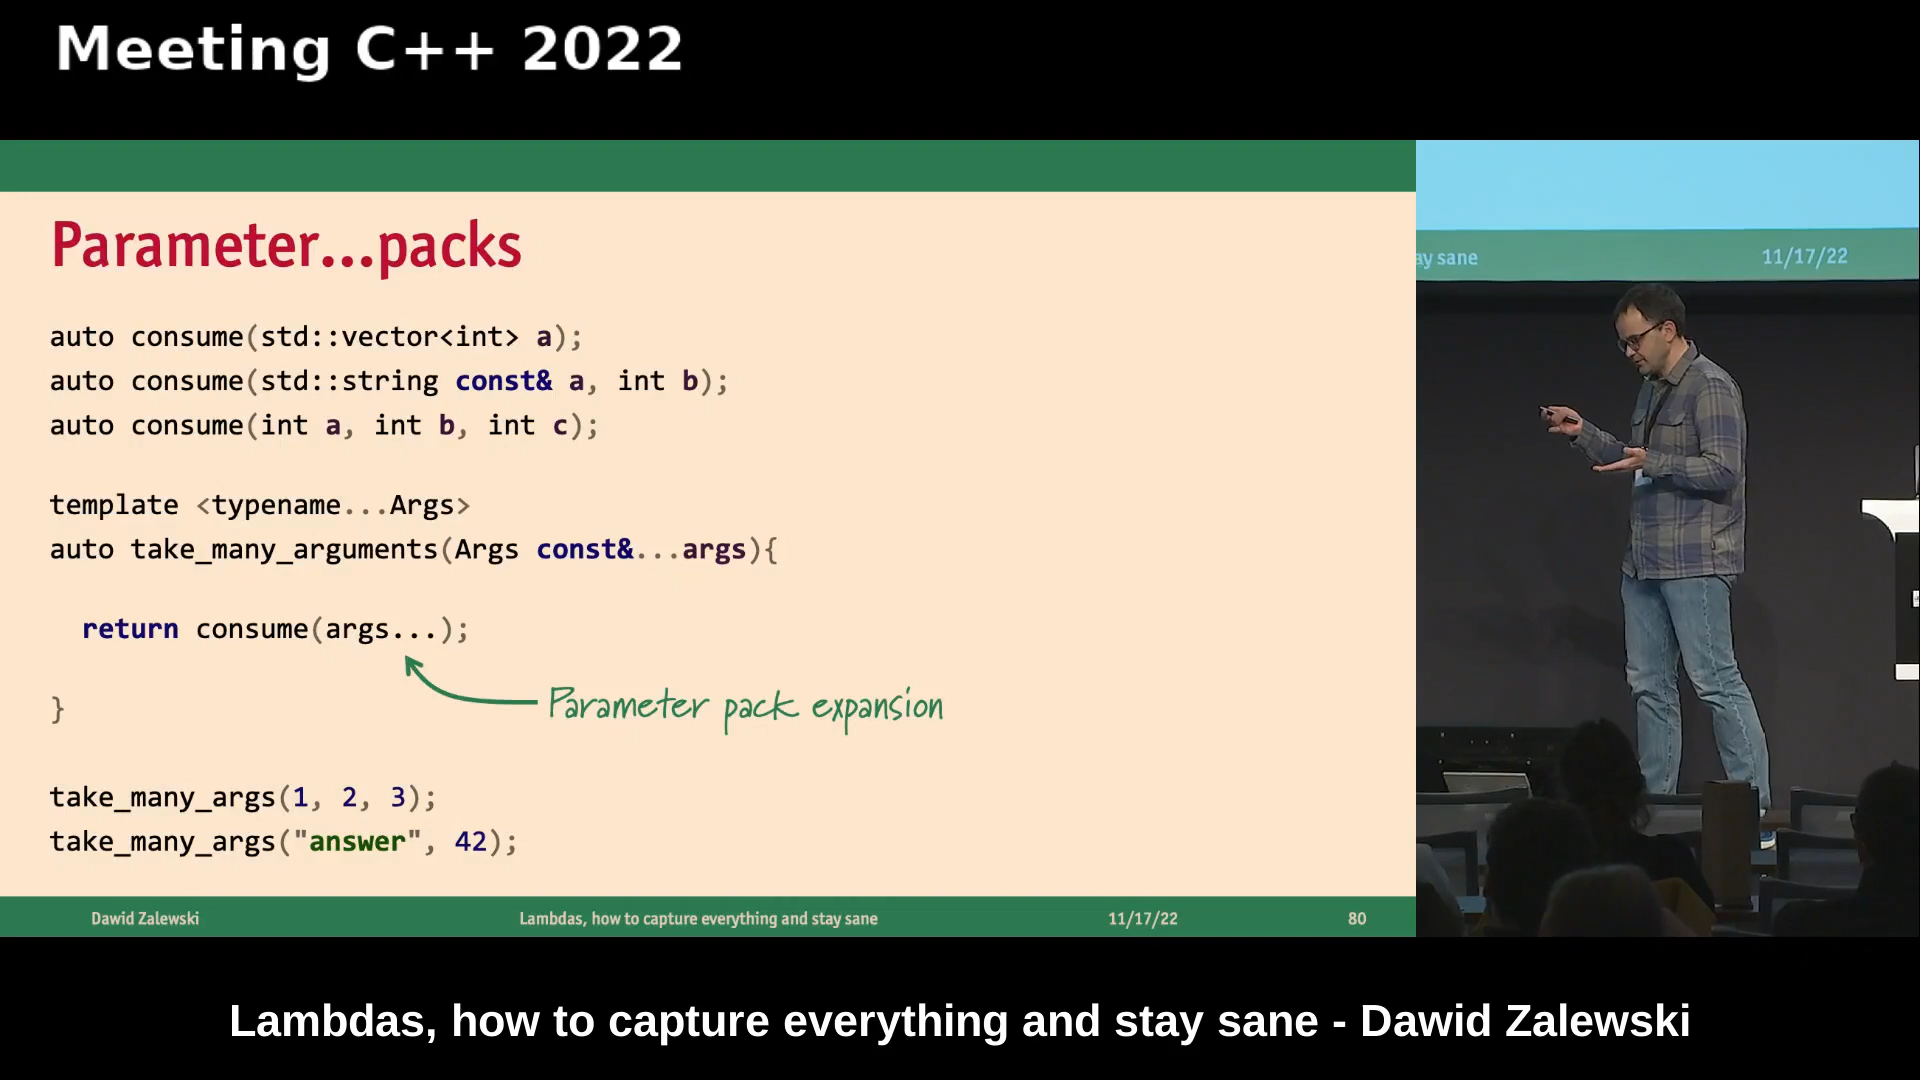 Meeting C++ 2022
Parameter...packs
auto consume(std::vector<int> a);
auto consume(std::string const& a, int b);
auto consume(int a, int b, int c);
template <typename...Args>
auto take_many_arguments(Args const&...args){
return consume(args...);
Parameter pack expansion
}
take_many_args(1, 2, 3);
take_many_args("answer", 42);
Dawid Zalewski Lambdas, how to capture everything and stay sane 11/17/22 80
ay sane 11/17/22
Lambdas, how to capture everything and stay sane - Dawid Zalewski